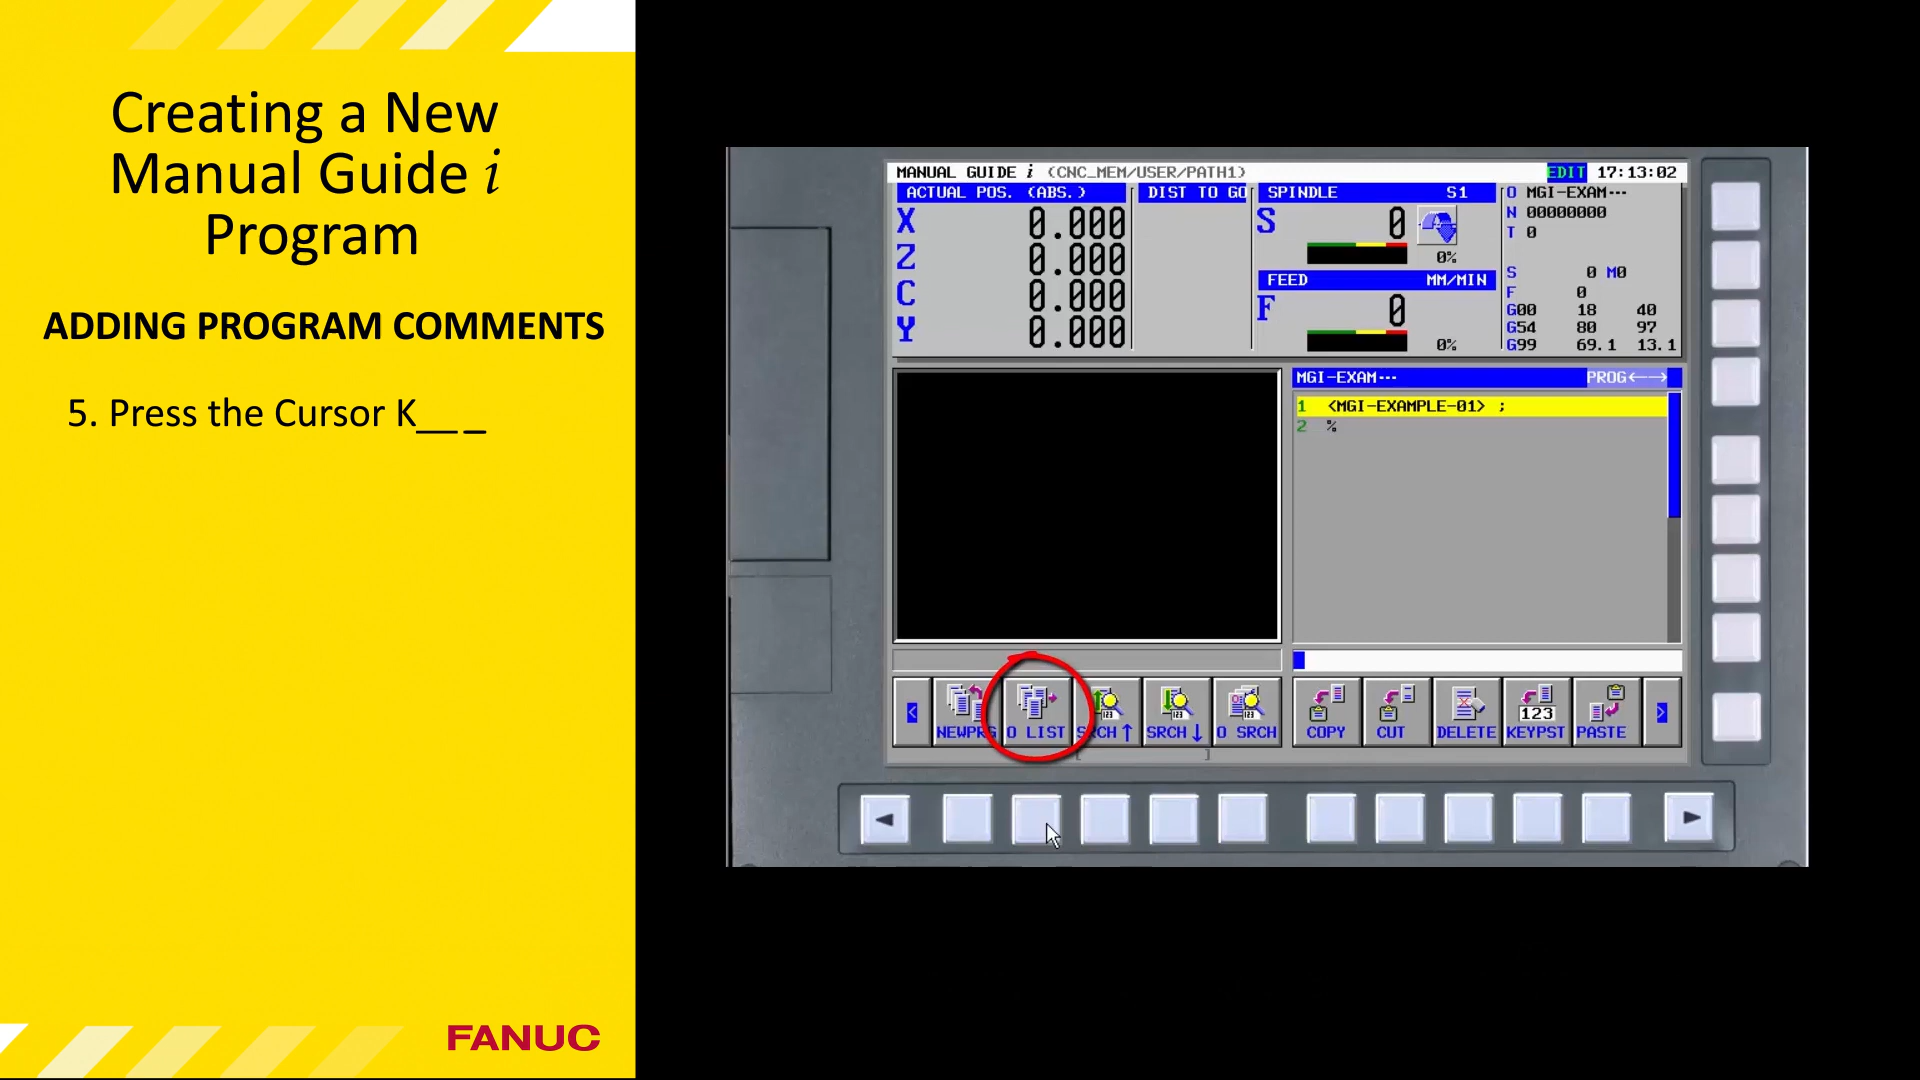 Creating a New
Manual Guide i
Program
ADDING PROGRAM COMMENTS
5. Press the Cursor K__ _
FANUC
MANUAL GUIDE i (CNC_MEM/USER/PATH1) EDIT 17:13:02
ACTUAL POS. (ABS.) DIST TO GO SPINDLE S1 O MGI-EXAM···
X 0.000 S 0 N 00000000
T 0
Z 0.000 0%
C 0.000 FEED MM/MIN S 0 M0
F 0
Y 0.000 F 0 G00 18 40
G54 80 97
0% G99 69.1 13.1
MGI-EXAM··· PROG←→
1 <MGI-EXAMPLE-01> ;
2 %
< NEWPRG O LIST SRCH↑ SRCH↓ O SRCH COPY CUT DELETE KEYPST PASTE >